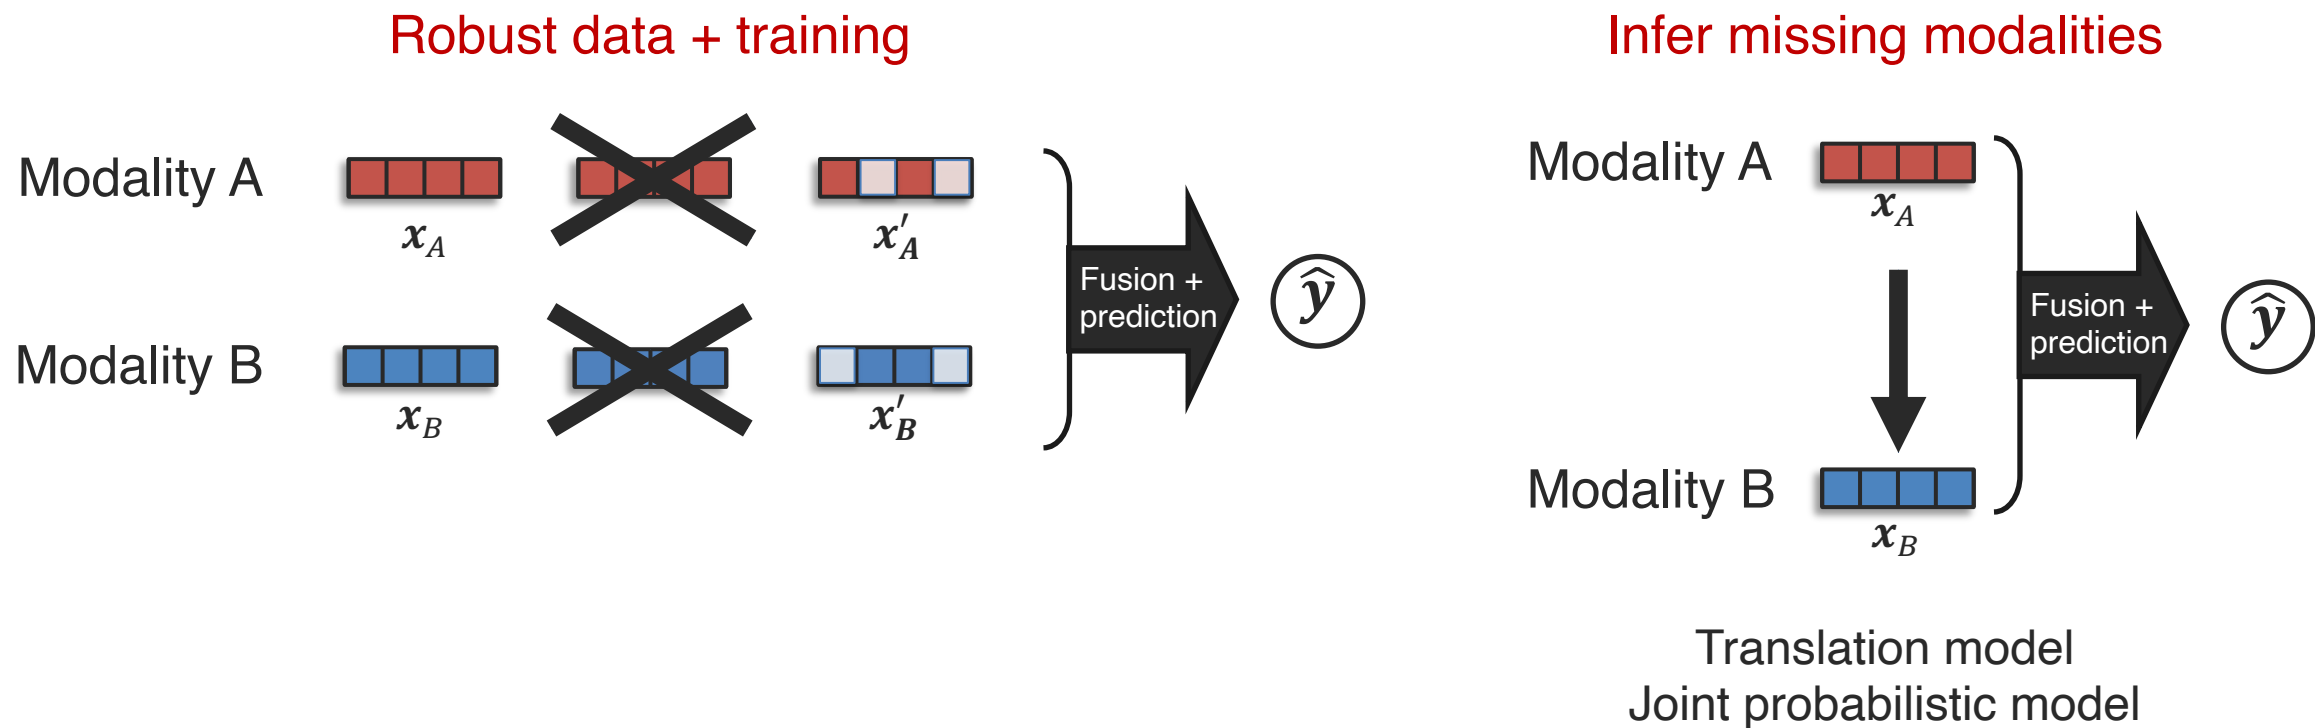 Robust data + training
Modality A
x_A
x'_A
Modality B
x_B
x'_B
Fusion +
prediction
ŷ
Infer missing modalities
Modality A
x_A
Modality B
x_B
Fusion +
prediction
ŷ
Translation model
Joint probabilistic model